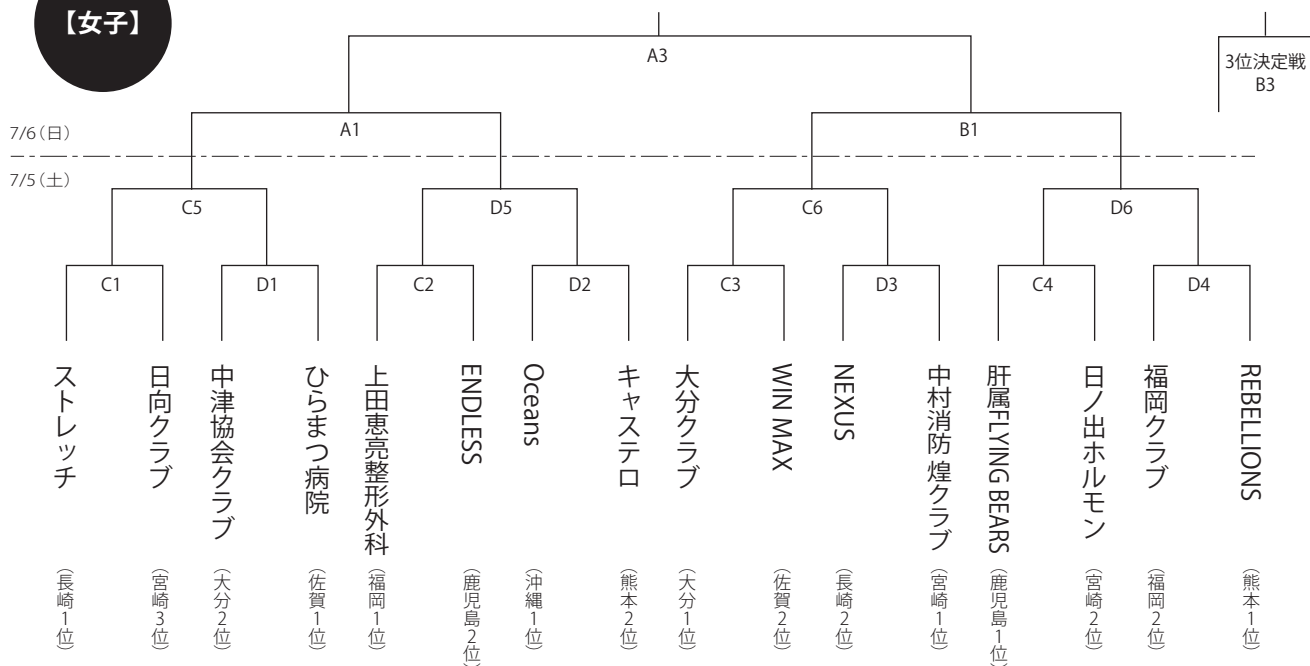 【女子】
A3
3位決定戦
B3
7/6（日）
A1
B1
7/5（土）
C5
D5
C6
D6
C1
D1
C2
D2
C3
D3
C4
D4
ストレッチ
日向クラブ
中津協会クラブ
ひらまつ病院
上田恵亮整形外科
ENDLESS
Oceans
キャステロ
大分クラブ
WIN MAX
NEXUS
中村消防 煌クラブ
肝属FLYING BEARS
日ノ出ホルモン
福岡クラブ
REBELLIONS
（長崎1位）
（宮崎3位）
（大分2位）
（佐賀1位）
（福岡1位）
（鹿児島2位）
（沖縄1位）
（熊本2位）
（大分1位）
（佐賀2位）
（長崎2位）
（宮崎1位）
（鹿児島1位）
（宮崎2位）
（福岡2位）
（熊本1位）